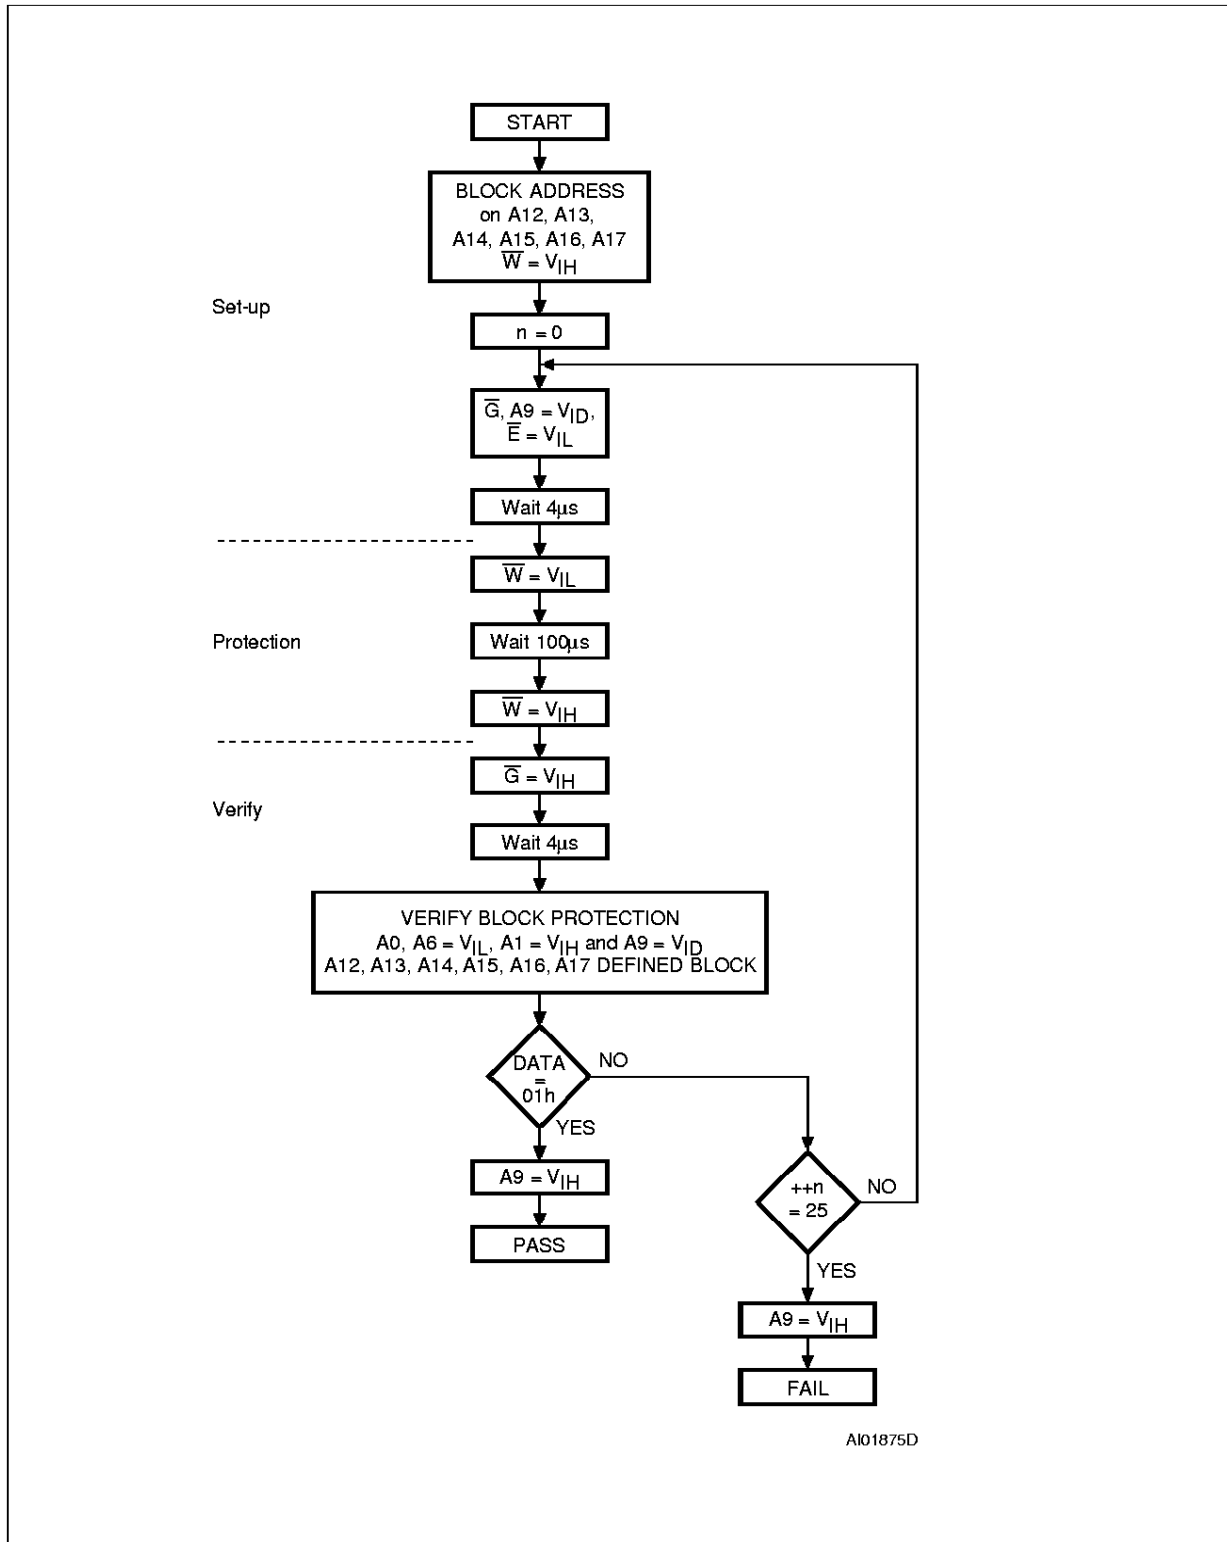 START
BLOCK ADDRESS
on A12, A13,
A14, A15, A16, A17
W̅ = VIH
Set-up
n = 0
G̅, A9 = VID,
E̅ = VIL
Wait 4µs
W̅ = VIL
Protection
Wait 100µs
W̅ = VIH
G̅ = VIH
Verify
Wait 4µs
VERIFY BLOCK PROTECTION
A0, A6 = VIL, A1 = VIH and A9 = VID
A12, A13, A14, A15, A16, A17 DEFINED BLOCK
DATA
=
01h
NO
YES
A9 = VIH
PASS
++n
= 25
NO
YES
A9 = VIH
FAIL
AI01875D